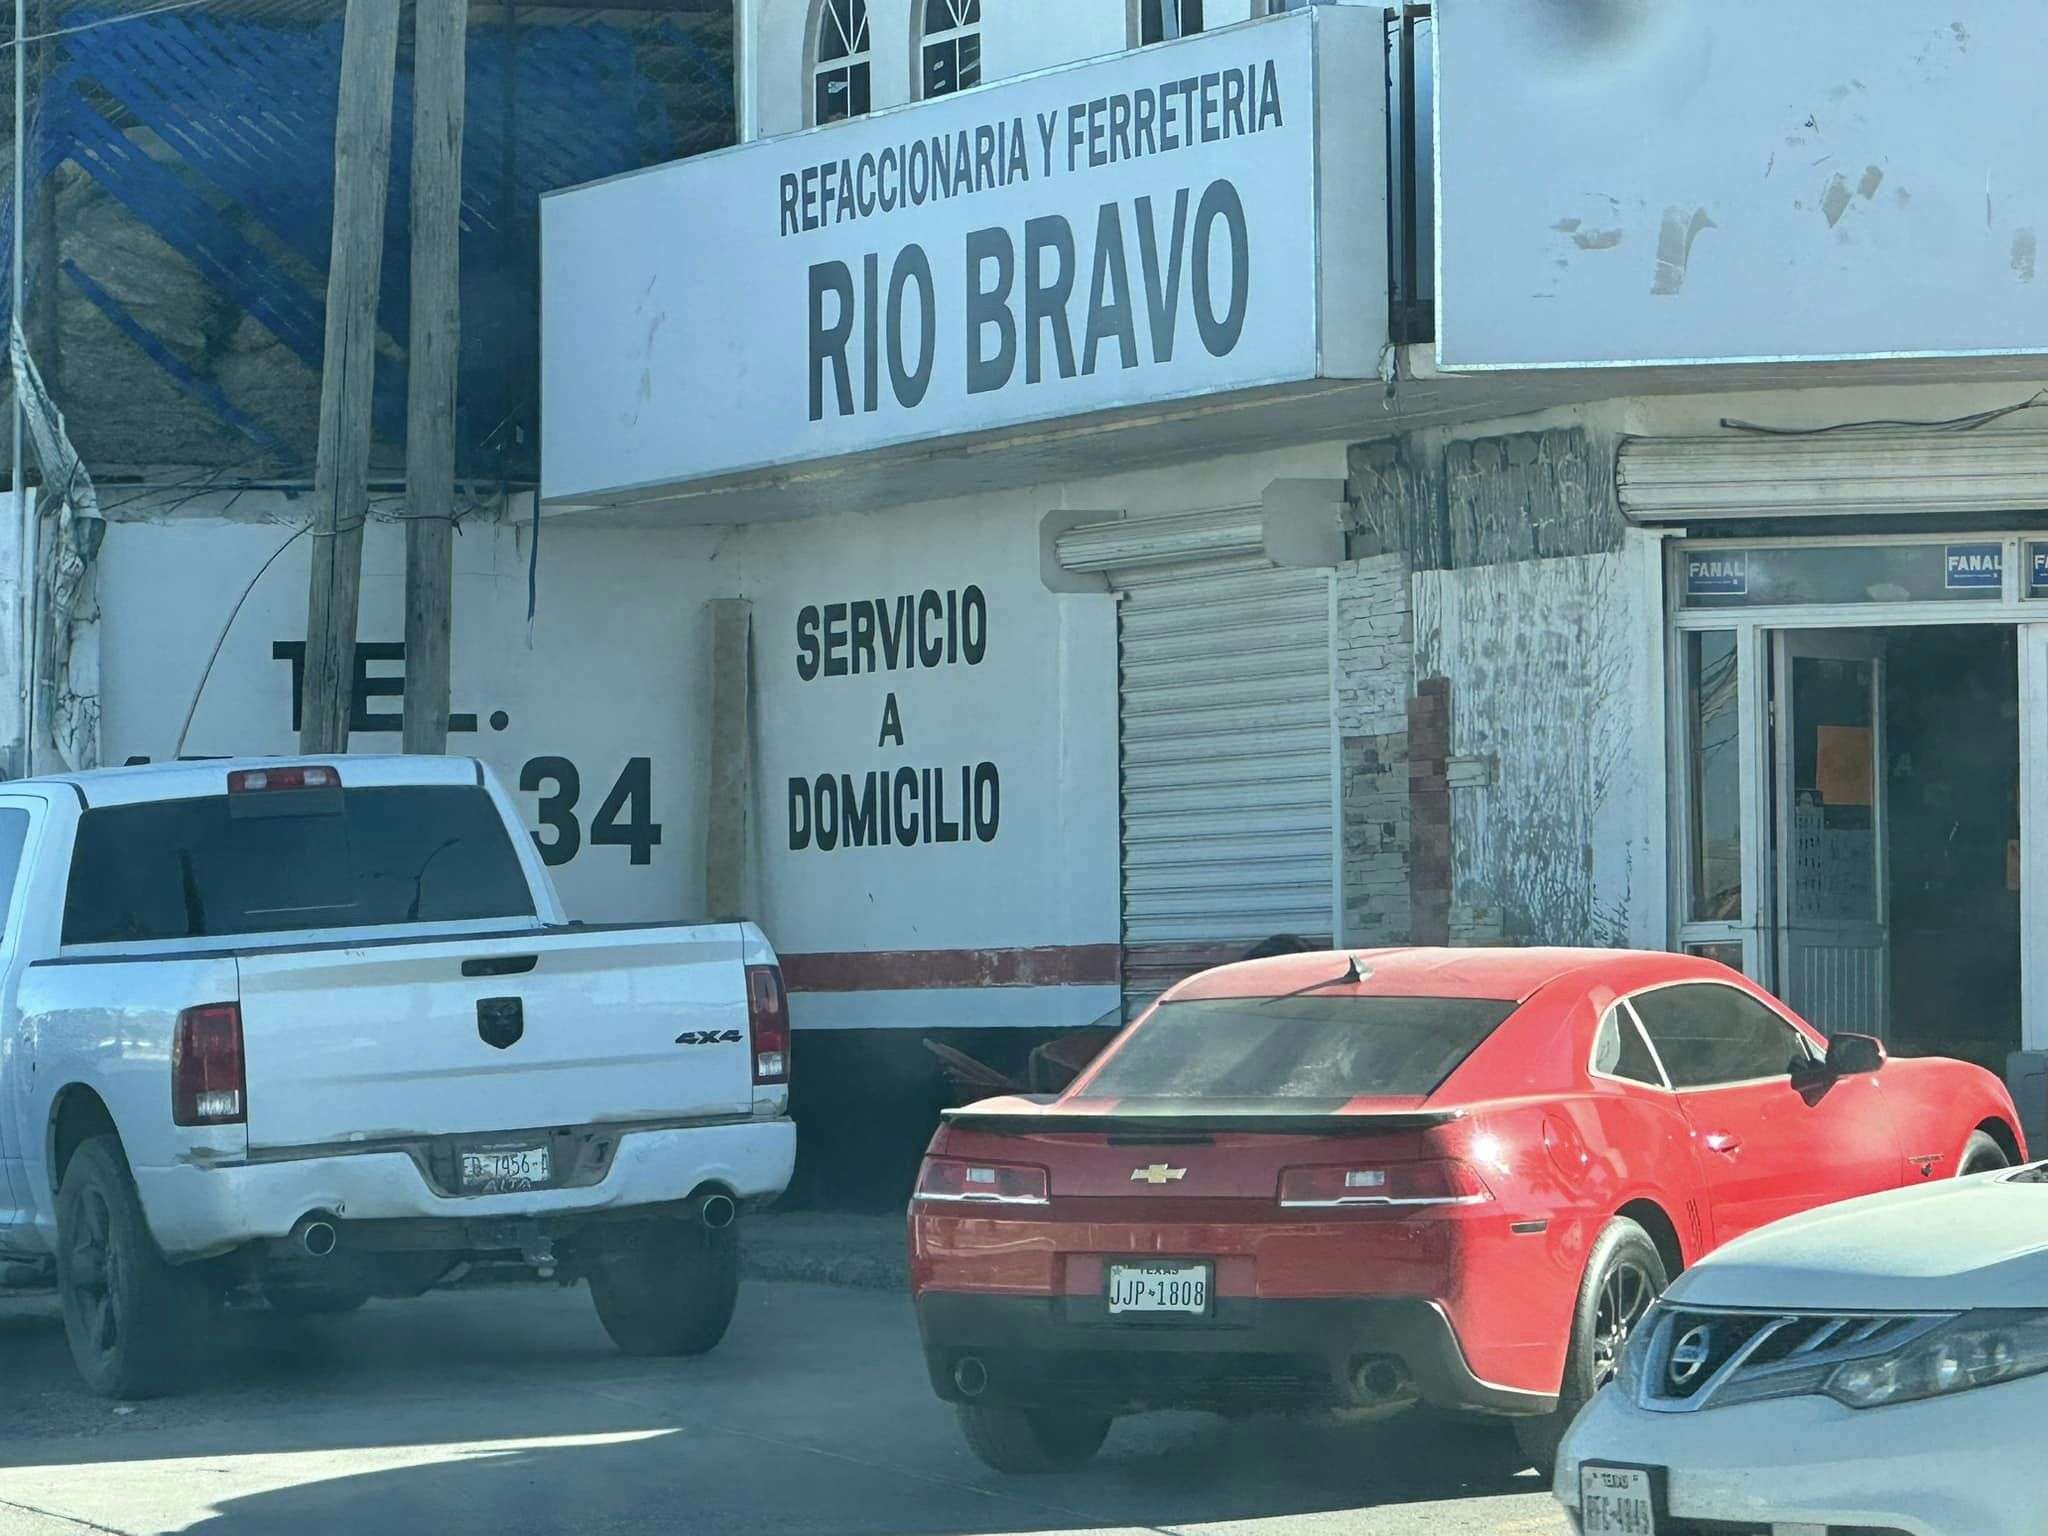 REFACCIONARIA Y FERRETERIA
RIO BRAVO
TEL.
34
SERVICIO
A
DOMICILIO
FANAL
FANAL
4X4
TEXAS
JJP★1808